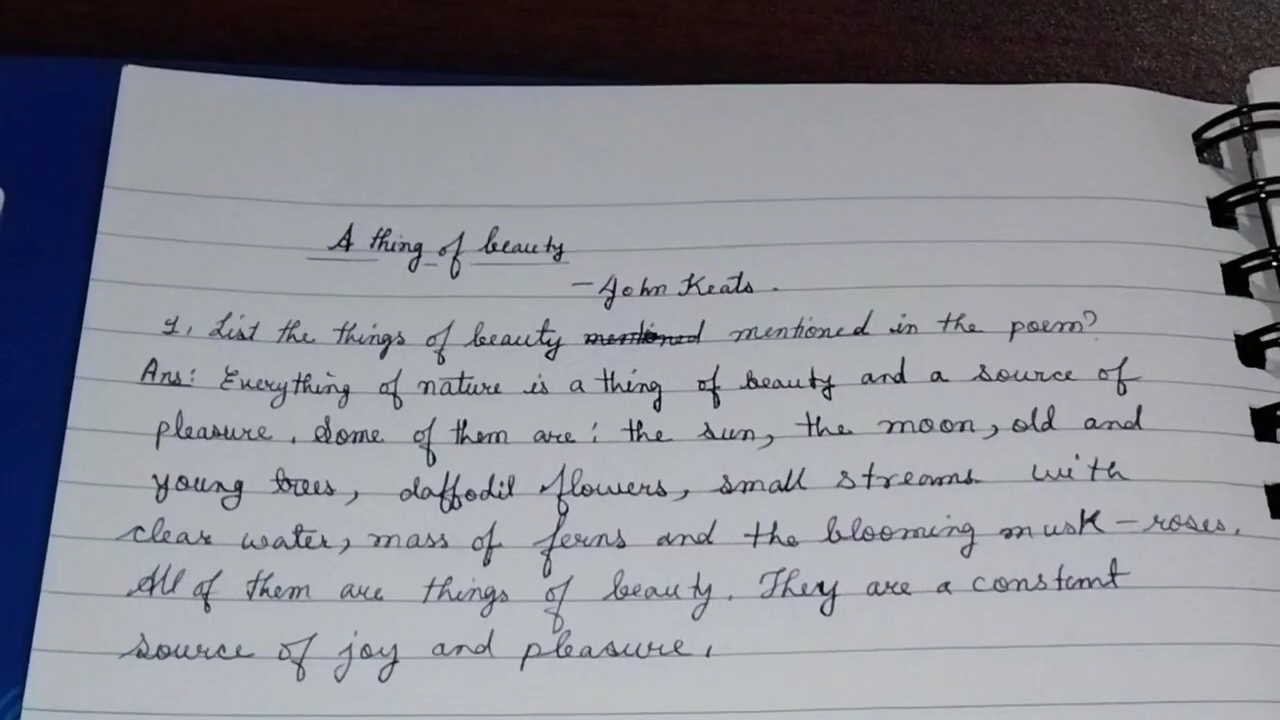 A thing of beauty
- John Keats.
1. List the things of beauty mentioned mentioned in the poem?
Ans: Everything of nature is a thing of beauty and a source of
pleasure. Some of them are: the sun, the moon, old and
young trees, daffodil flowers, small streams with
clear water, mass of ferns and the blooming musk-roses.
All of them are things of beauty. They are a constant
source of joy and pleasure.